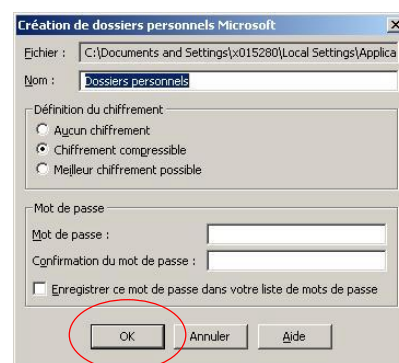 Création de dossiers personnels Microsoft
Fichier : C:\Documents and Settings\x015280\Local Settings\Applica
Nom : Dossiers personnels
Définition du chiffrement
Aucun chiffrement
Chiffrement compressible
Meilleur chiffrement possible
Mot de passe
Mot de passe :
Confirmation du mot de passe :
Enregistrer ce mot de passe dans votre liste de mots de passe
OK Annuler Aide